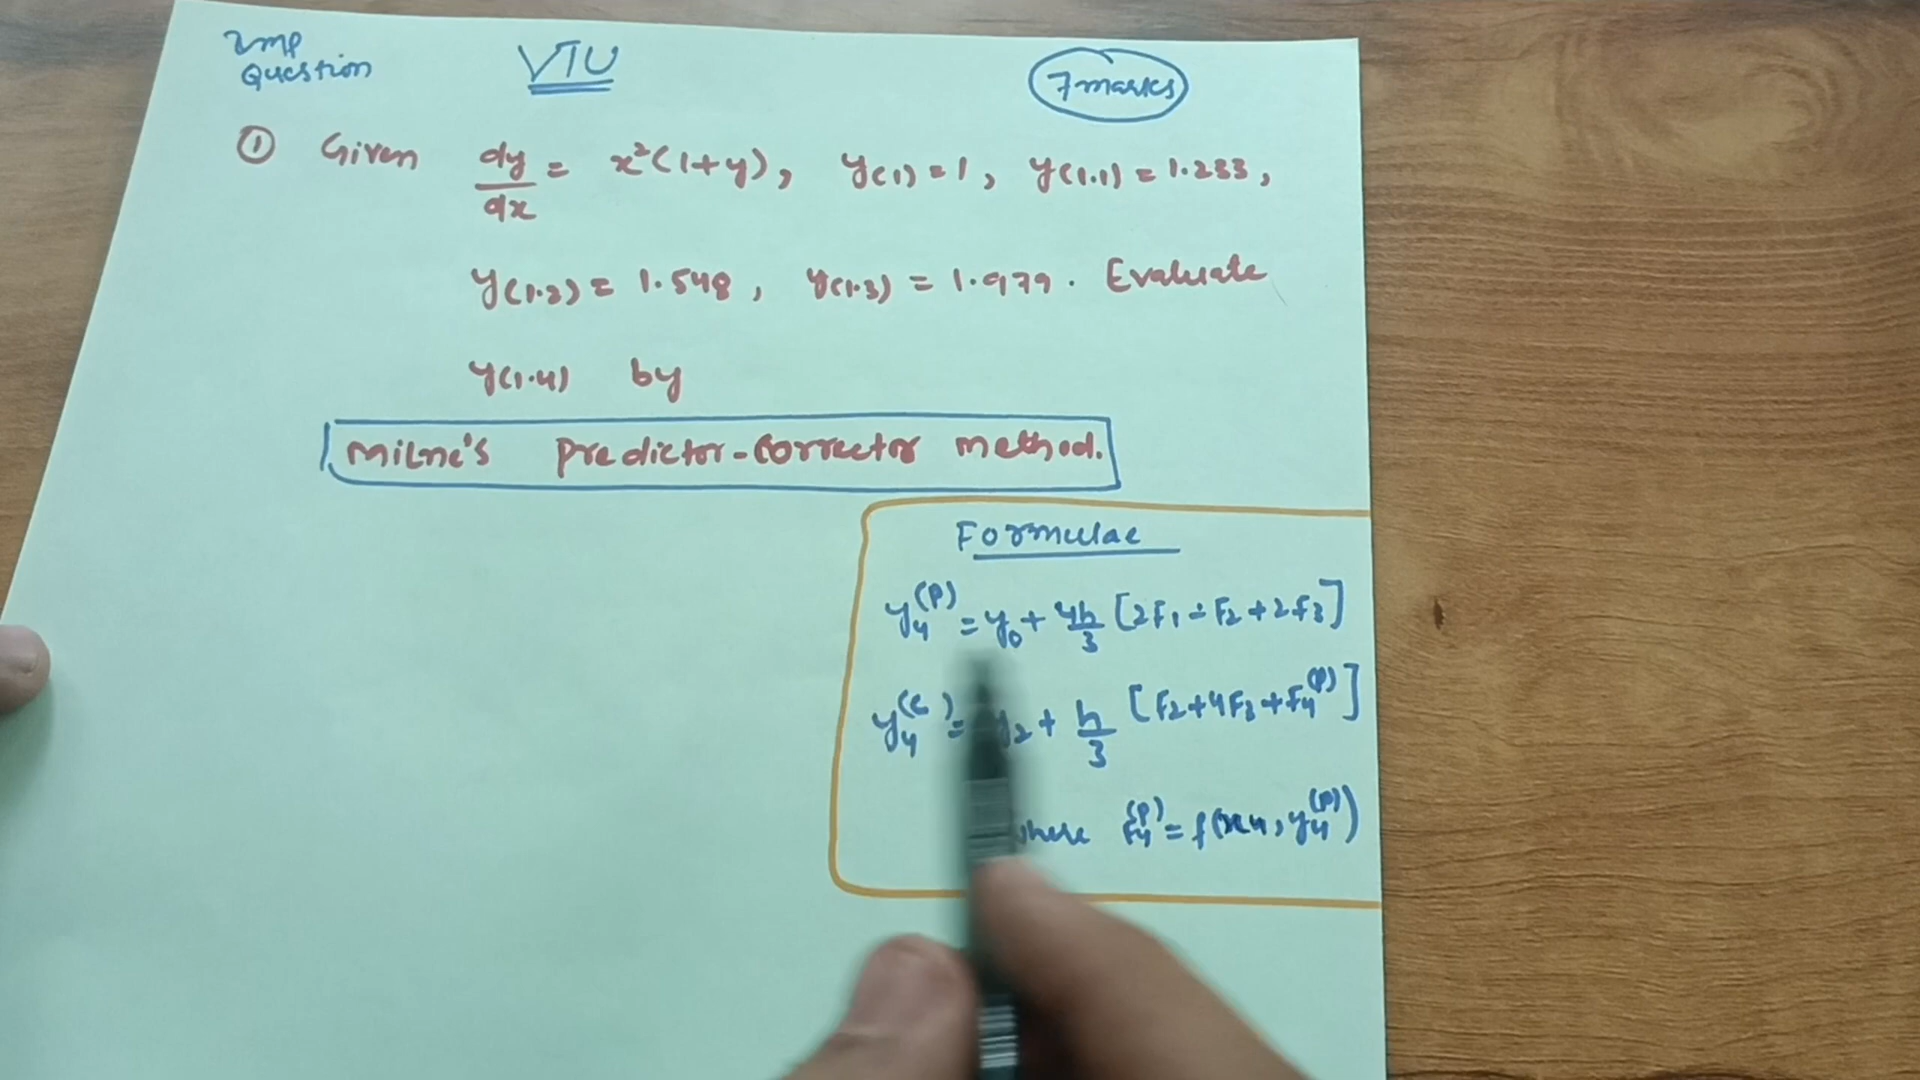 Imp
Question
VTU
7 marks
① Given dy/dx = x²(1+y), y(1) = 1, y(1.1) = 1.233,
y(1.2) = 1.548, y(1.3) = 1.979. Evaluate
y(1.4) by
Milne's Predictor-Corrector method.
Formulae
y₄⁽ᴾ⁾ = y₀ + 4h/3 [2F₁ - F₂ + 2F₃]
y₄⁽ᶜ⁾ = y₂ + h/3 [F₂+4F₃+F₄⁽ᴾ⁾]
where F₄⁽ᴾ⁾ = f(x₄, y₄⁽ᴾ⁾)